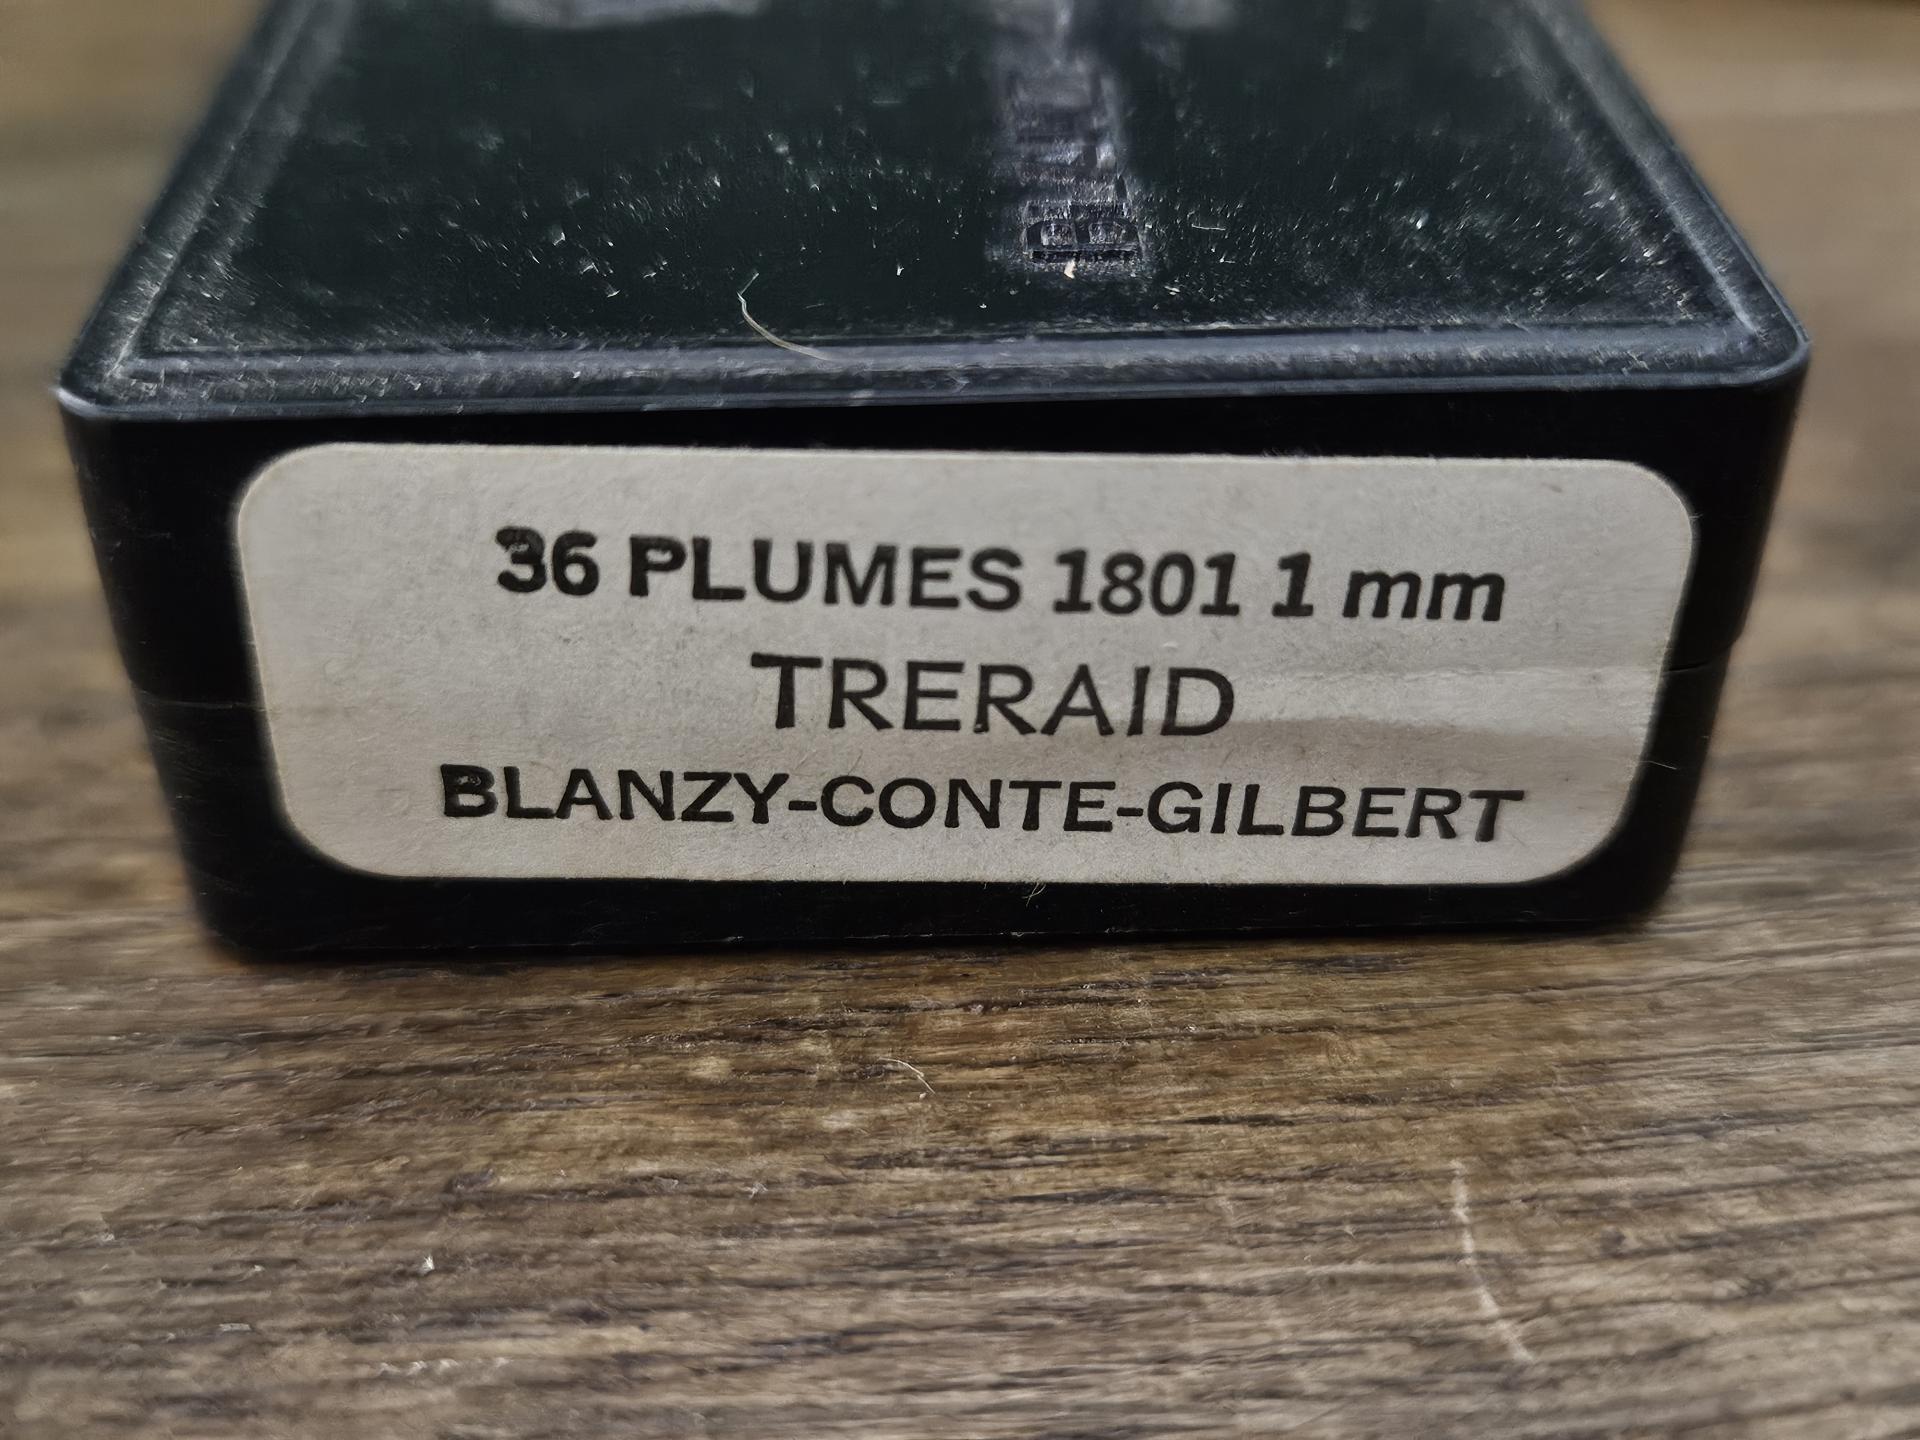 36 PLUMES 1801 1 mm
TRERAID
BLANZY-CONTE-GILBERT